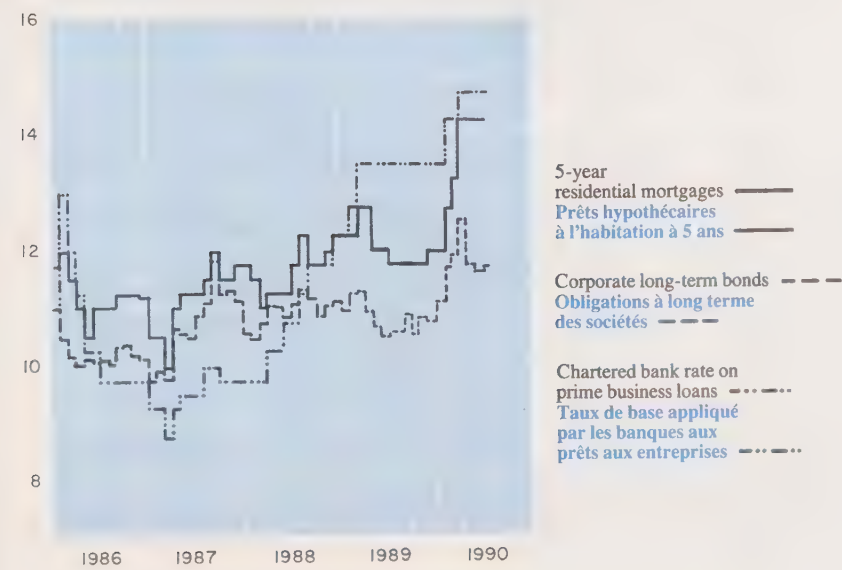 16
14
12
10
8
1986 1987 1988 1989 1990
5-year
residential mortgages
Prêts hypothécaires
à l'habitation à 5 ans
Corporate long-term bonds
Obligations à long terme
des sociétés
Chartered bank rate on
prime business loans
Taux de base appliqué
par les banques aux
prêts aux entreprises